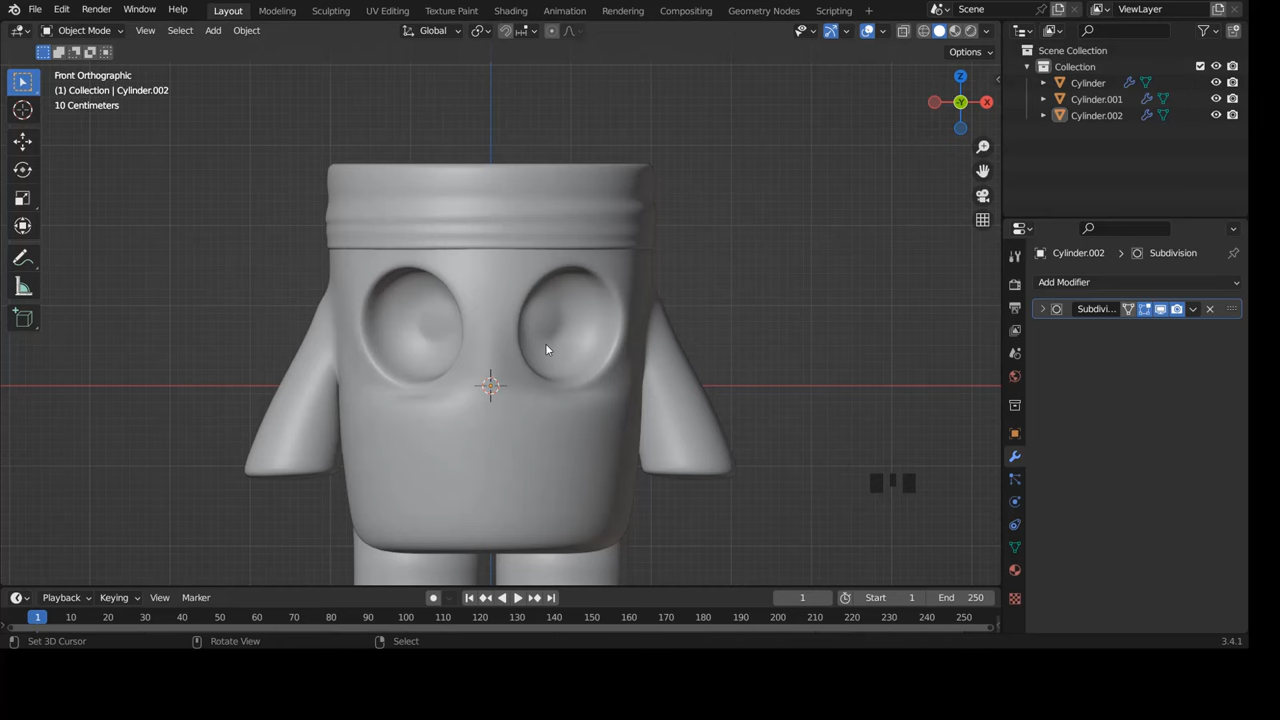 File Edit Render Window Help Layout Modeling Sculpting UV Editing Texture Paint Shading Animation Rendering Compositing Geometry Nodes Scripting + Scene ViewLayer
Object Mode View Select Add Object Global
Options
Front Orthographic
(1) Collection | Cylinder.002
10 Centimeters
Z
-Y
X
Scene Collection
Collection
Cylinder
Cylinder.001
Cylinder.002
Cylinder.002 > Subdivision
Add Modifier
Subdivi...
Playback Keying View Marker 1 Start 1 End 250
1 10 20 30 40 50 60 70 80 90 100 110 120 130 140 150 160 170 180 190 200 210 220 230 240 250
Set 3D Cursor Rotate View Select 3.4.1